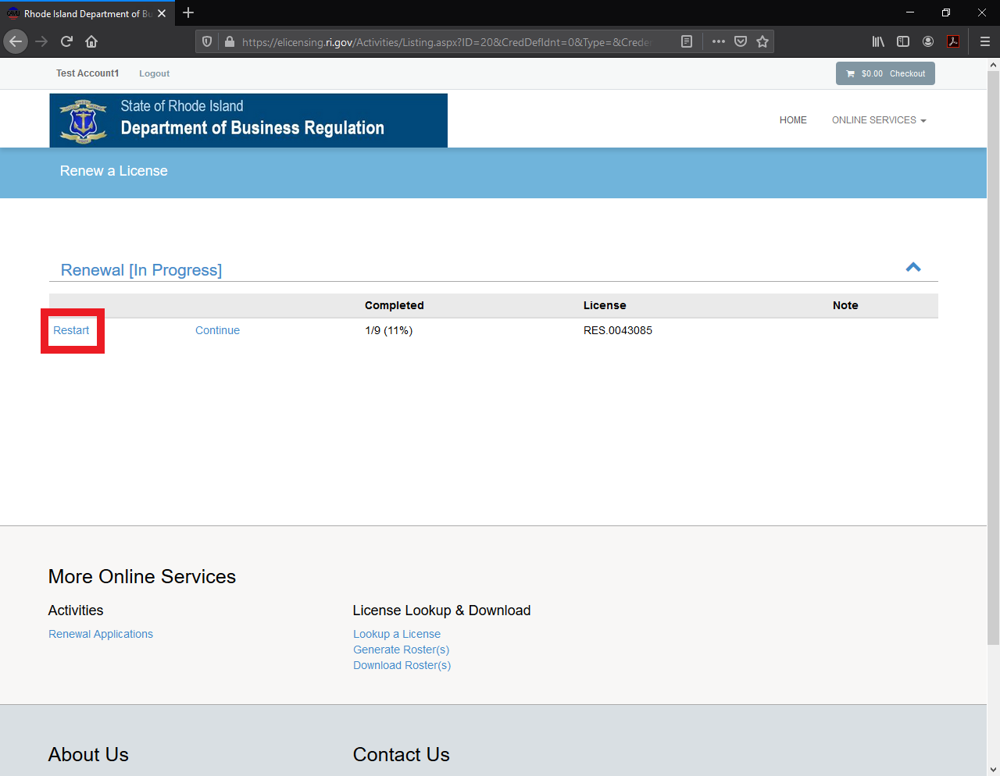 Rhode Island Department of Bu
https://elicensing.ri.gov/Activities/Listing.aspx?ID=20&CredDefIdnt=0&Type=&Creder
Test Account1 Logout
$0.00 Checkout
State of Rhode Island
Department of Business Regulation
HOME ONLINE SERVICES
Renew a License
Renewal [In Progress]
Completed License Note
Restart Continue 1/9 (11%) RES.0043085
More Online Services
Activities
Renewal Applications
License Lookup & Download
Lookup a License
Generate Roster(s)
Download Roster(s)
About Us
Contact Us